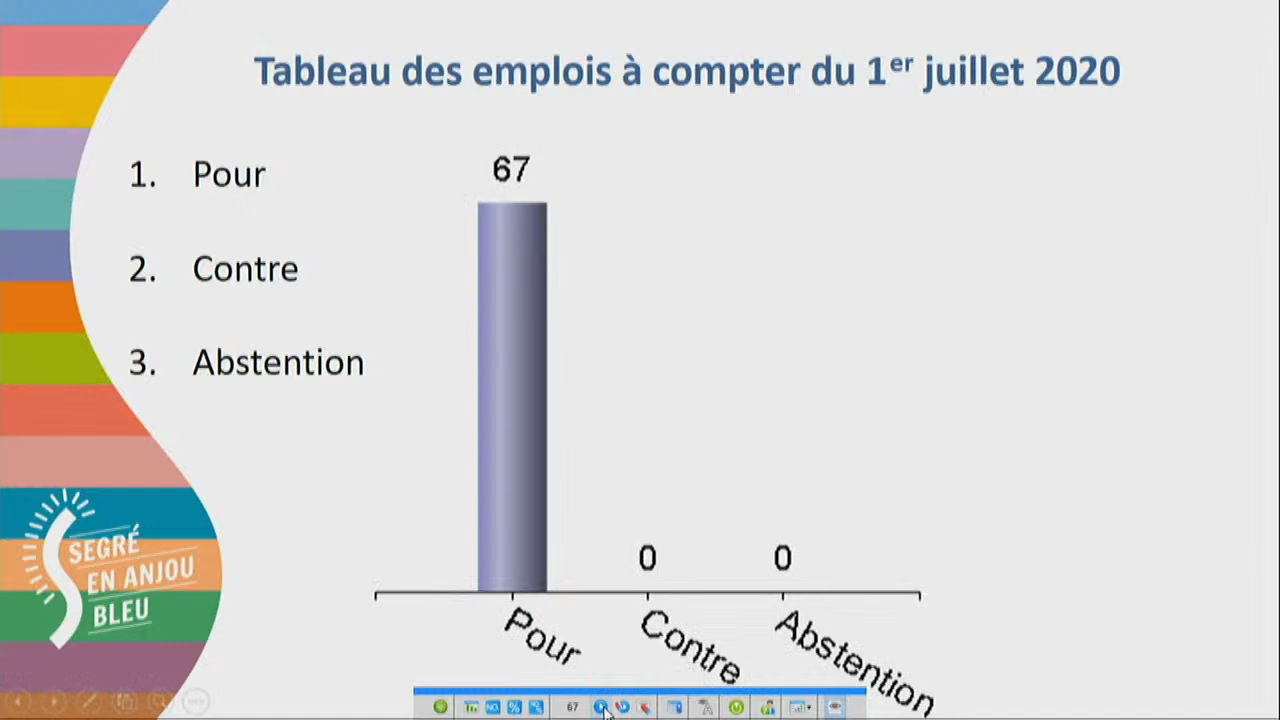 Tableau des emplois à compter du 1er juillet 2020
1. Pour
2. Contre
3. Abstention
67
0
0
Pour
Contre
Abstention
SEGRÉ
EN ANJOU
BLEU
NO.
%
67